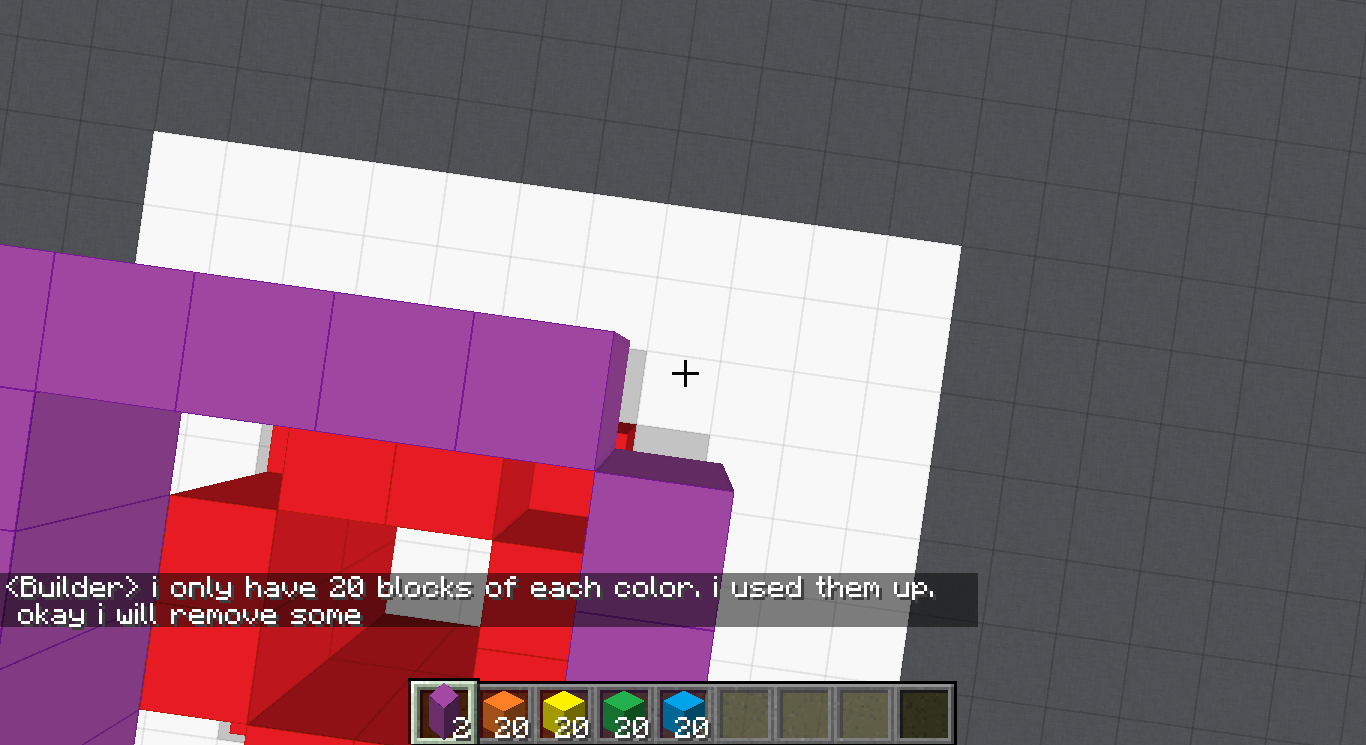 <Builder> i only have 20 blocks of each color. i used them up.
okay i will remove some
2 20 20 20 20